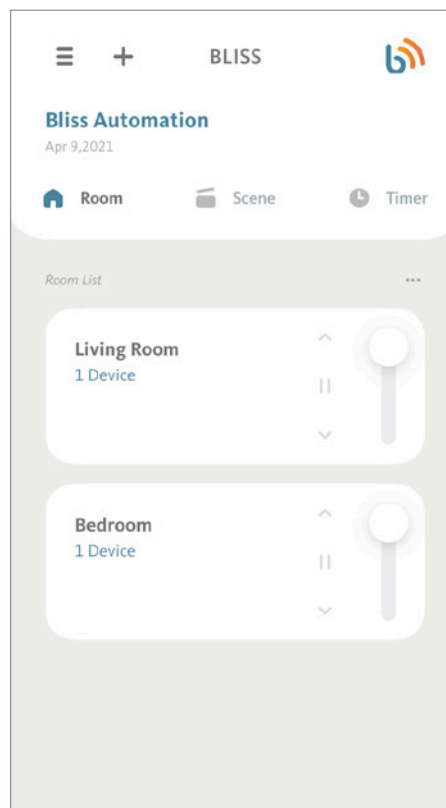 BLISS
Bliss Automation
Apr 9,2021
Room Scene Timer
Room List
Living Room
1 Device
Bedroom
1 Device